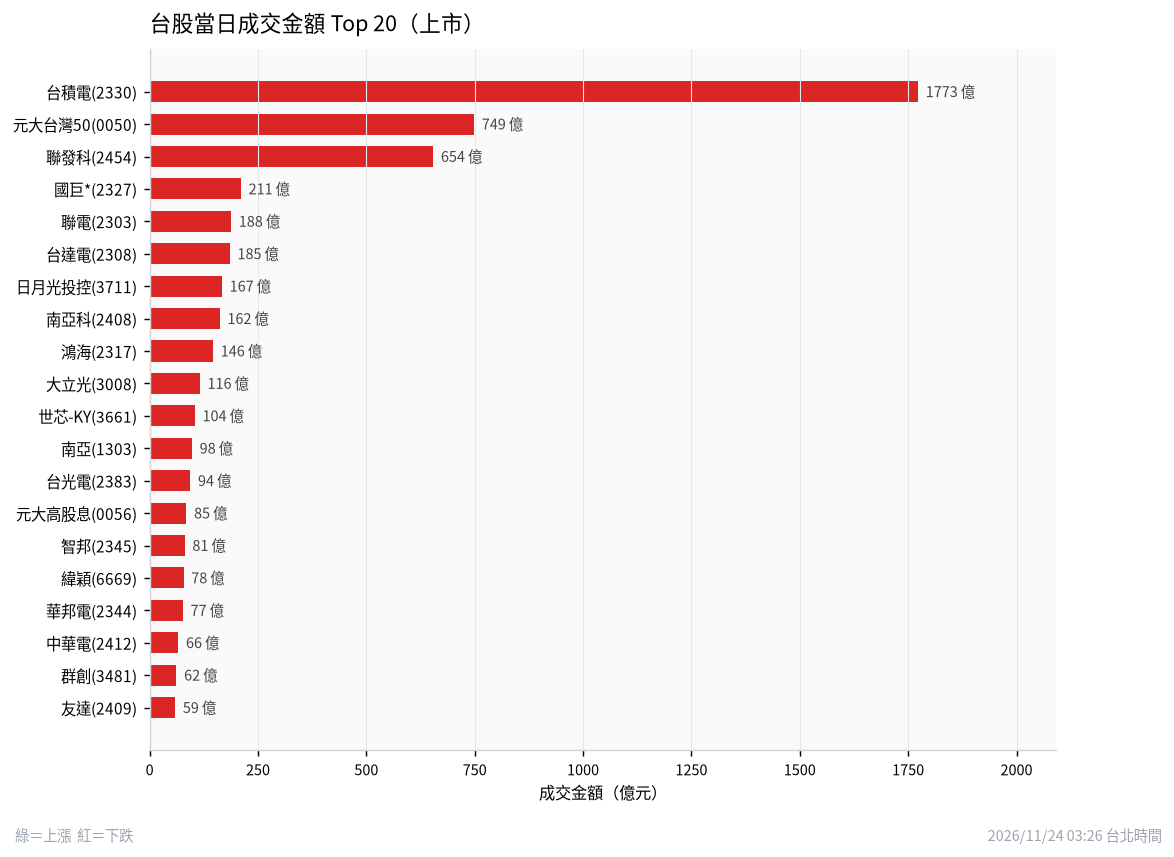 台股當日成交金額 Top 20（上市）
台積電(2330) 1773 億
元大台灣50(0050) 749 億
聯發科(2454) 654 億
國巨*(2327) 211 億
聯電(2303) 188 億
台達電(2308) 185 億
日月光投控(3711) 167 億
南亞科(2408) 162 億
鴻海(2317) 146 億
大立光(3008) 116 億
世芯-KY(3661) 104 億
南亞(1303) 98 億
台光電(2383) 94 億
元大高股息(0056) 85 億
智邦(2345) 81 億
緯穎(6669) 78 億
華邦電(2344) 77 億
中華電(2412) 66 億
群創(3481) 62 億
友達(2409) 59 億
0 250 500 750 1000 1250 1500 1750 2000
成交金額（億元）
綠＝上漲 紅＝下跌
2026/11/24 03:26 台北時間